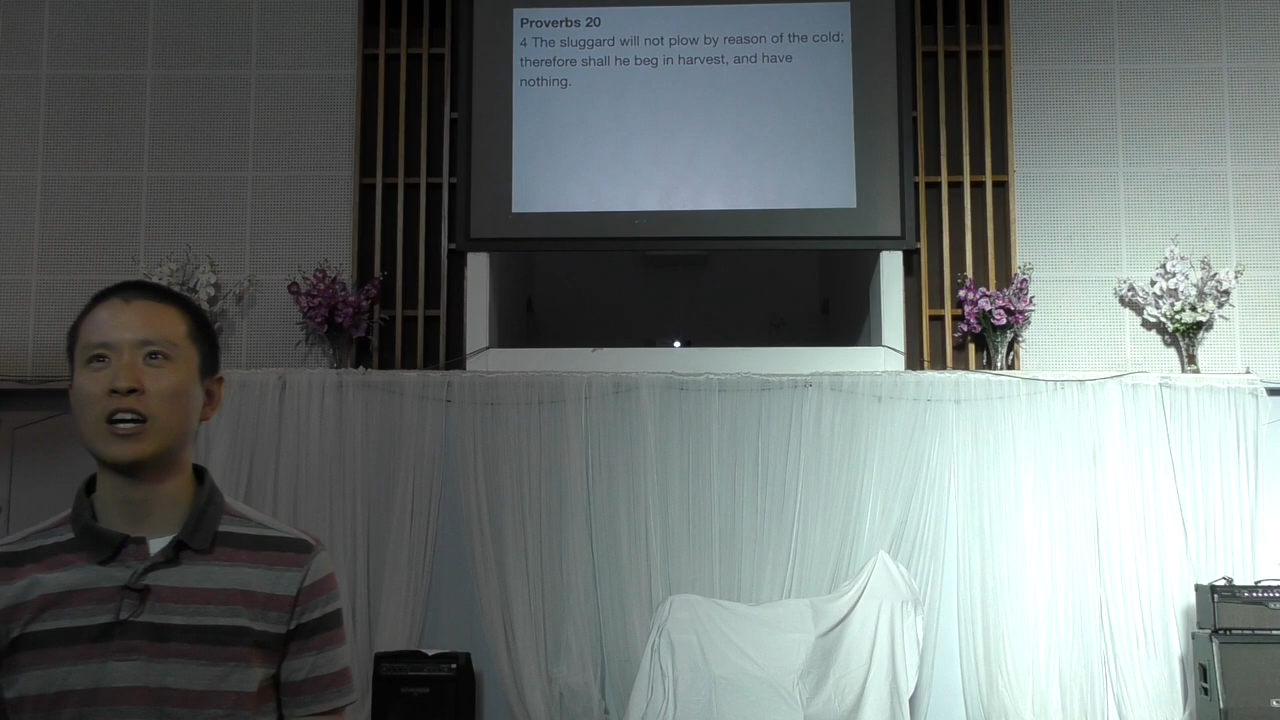 Proverbs 20
4 The sluggard will not plow by reason of the cold;
therefore shall he beg in harvest, and have
nothing.